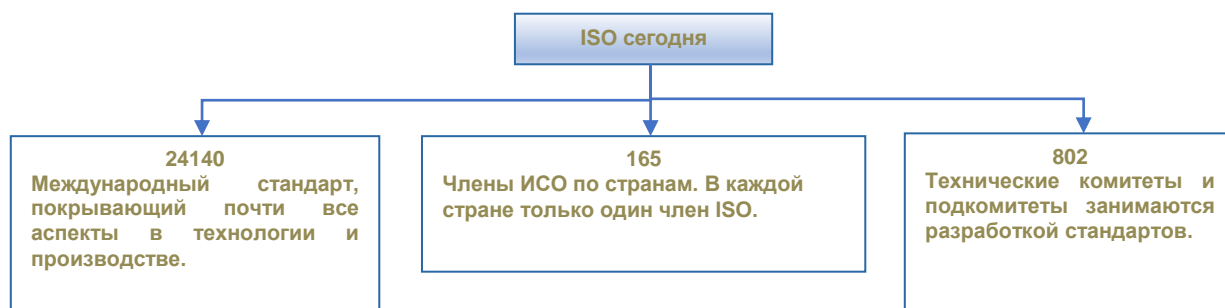 ISO сегодня
24140
Международный стандарт,
покрывающий почти все
аспекты в технологии и
производстве.
165
Члены ИСО по странам. В каждой
стране только один член ISO.
802
Технические комитеты и
подкомитеты занимаются
разработкой стандартов.